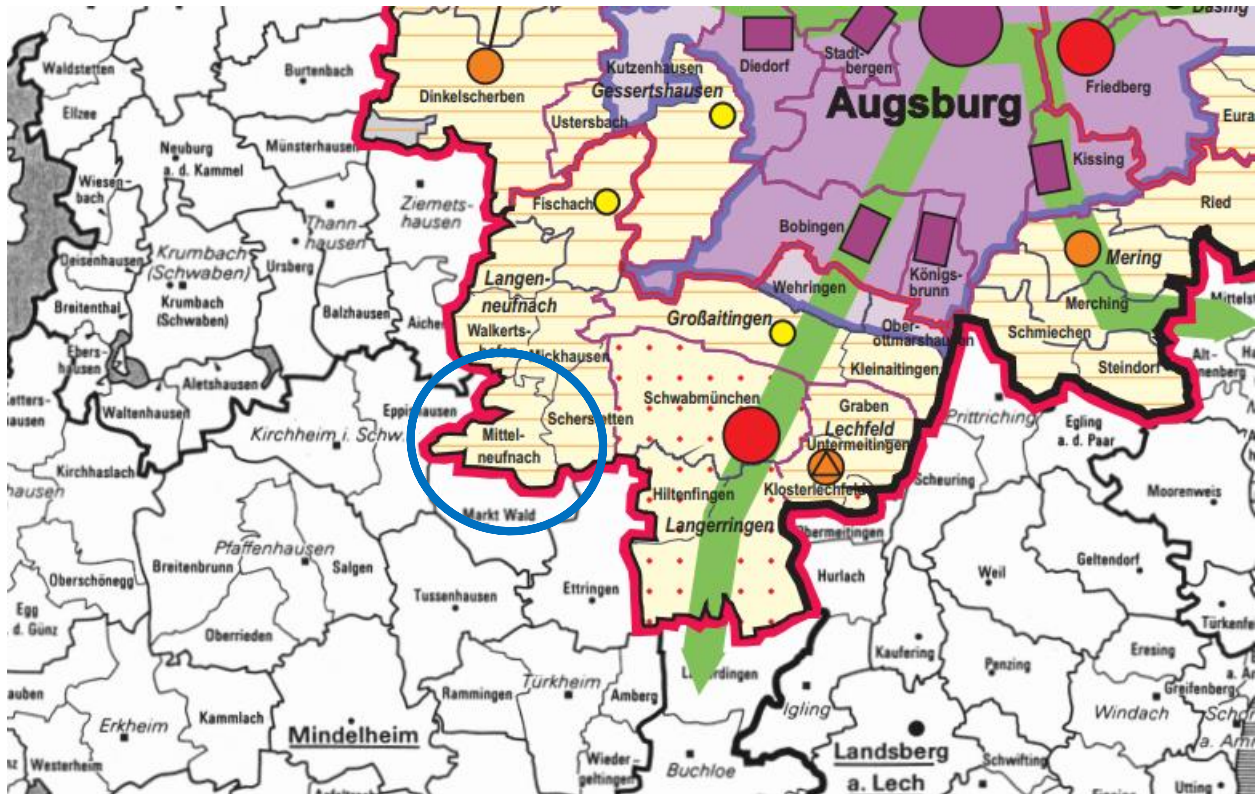 Dasing
Waldstetten
Burtenbach
Kutzenhausen
Gessertshausen
Diedorf
Stadt-
bergen
Augsburg
Friedberg
Ellzee
Dinkelscherben
Ustersbach
Eura
Neuburg
a. d. Kammel
Münsterhausen
Kissing
Wiesen-
bach
Ziemets-
hausen
Fischach
Ried
Thann-
hausen
Bobingen
Deisenhausen
Krumbach
(Schwaben)
Ursberg
Langen-
neufnach
Königs-
brunn
Mering
Wehringen
Breitenthal
Krumbach
(Schwaben)
Balzhausen
Aichen
Großaitingen
Merching
Walkerts-
hofen
Mickhausen
Ober-
ottmarshausen
Schmiechen
Ebers-
hausen
Aletshausen
Kleinaitingen
Steindorf
Alt-
nenberg
Waltenhausen
Eppishausen
Scherstetten
Schwabmünchen
Graben
Lechfeld
Prittriching
Egling
a. d. Paar
Kirchheim i. Schw.
Mittel-
neufnach
Untermeitingen
Kirchhaslach
Scheuring
Hiltenfingen
Klosterlechfeld
Moorenweis
Markt Wald
Langerringen
Obermeitingen
Pfaffenhausen
Breitenbrunn
Salgen
Geltendorf
Oberschönegg
Hurlach
Weil
Tussenhausen
Ettringen
Egg
Günz
Türkenfe
Oberrieden
Kaufering
Penzing
Eresing
Türkheim
Rammingen
Amberg
Greifenberg
Erkheim
Kammlach
Igling
Windach
Mindelheim
Landsberg
a. Lech
Westerheim
Wieder-
geltingen
Buchloe
Schwifting
Utting